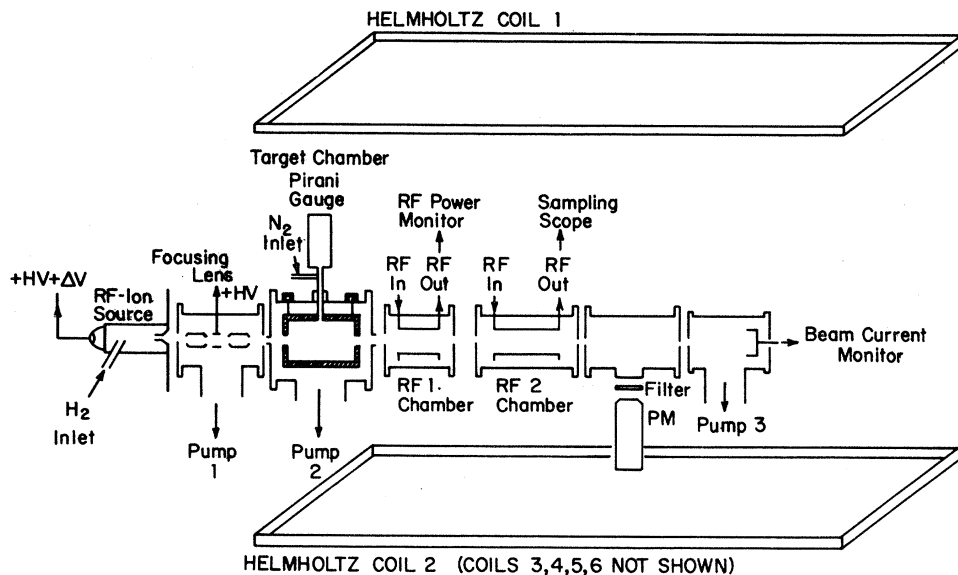 HELMHOLTZ COIL 1
Target Chamber
Pirani
Gauge
N2
Inlet
RF Power
Monitor
Sampling
Scope
Focusing
Lens
+HV
+HV+ΔV
RF-Ion
Source
RF
In
RF
Out
RF
In
RF
Out
Beam Current
Monitor
H2
Inlet
RF 1.
Chamber
RF 2
Chamber
Filter
PM
Pump 3
Pump
1
Pump
2
HELMHOLTZ COIL 2 (COILS 3,4,5,6 NOT SHOWN)